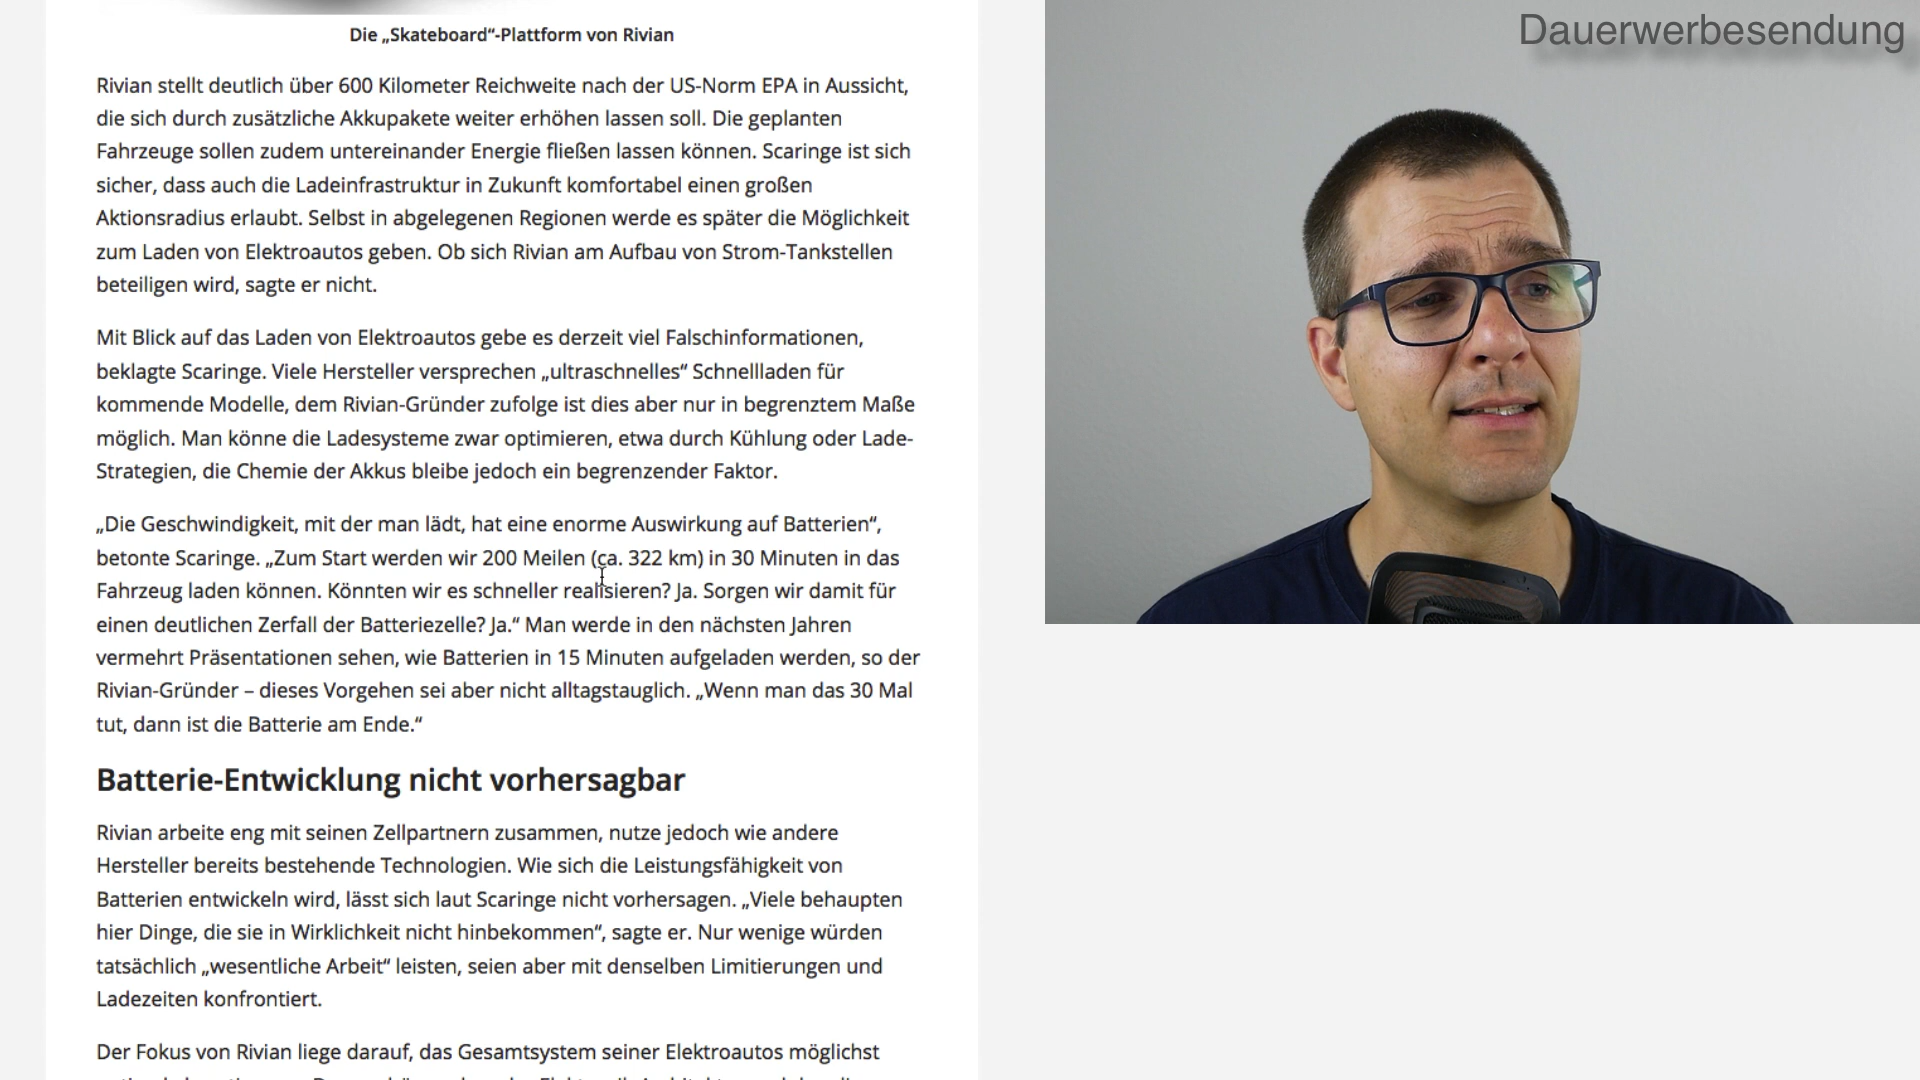 Dauerwerbesendung
Die „Skateboard“-Plattform von Rivian
Rivian stellt deutlich über 600 Kilometer Reichweite nach der US-Norm EPA in Aussicht,
die sich durch zusätzliche Akkupakete weiter erhöhen lassen soll. Die geplanten
Fahrzeuge sollen zudem untereinander Energie fließen lassen können. Scaringe ist sich
sicher, dass auch die Ladeinfrastruktur in Zukunft komfortabel einen großen
Aktionsradius erlaubt. Selbst in abgelegenen Regionen werde es später die Möglichkeit
zum Laden von Elektroautos geben. Ob sich Rivian am Aufbau von Strom-Tankstellen
beteiligen wird, sagte er nicht.
Mit Blick auf das Laden von Elektroautos gebe es derzeit viel Falschinformationen,
beklagte Scaringe. Viele Hersteller versprechen „ultraschnelles“ Schnellladen für
kommende Modelle, dem Rivian-Gründer zufolge ist dies aber nur in begrenztem Maße
möglich. Man könne die Ladesysteme zwar optimieren, etwa durch Kühlung oder Lade-
Strategien, die Chemie der Akkus bleibe jedoch ein begrenzender Faktor.
„Die Geschwindigkeit, mit der man lädt, hat eine enorme Auswirkung auf Batterien“,
betonte Scaringe. „Zum Start werden wir 200 Meilen (ca. 322 km) in 30 Minuten in das
Fahrzeug laden können. Könnten wir es schneller realisieren? Ja. Sorgen wir damit für
einen deutlichen Zerfall der Batteriezelle? Ja.“ Man werde in den nächsten Jahren
vermehrt Präsentationen sehen, wie Batterien in 15 Minuten aufgeladen werden, so der
Rivian-Gründer – dieses Vorgehen sei aber nicht alltagstauglich. „Wenn man das 30 Mal
tut, dann ist die Batterie am Ende.“
Batterie-Entwicklung nicht vorhersagbar
Rivian arbeite eng mit seinen Zellpartnern zusammen, nutze jedoch wie andere
Hersteller bereits bestehende Technologien. Wie sich die Leistungsfähigkeit von
Batterien entwickeln wird, lässt sich laut Scaringe nicht vorhersagen. „Viele behaupten
hier Dinge, die sie in Wirklichkeit nicht hinbekommen“, sagte er. Nur wenige würden
tatsächlich „wesentliche Arbeit“ leisten, seien aber mit denselben Limitierungen und
Ladezeiten konfrontiert.
Der Fokus von Rivian liege darauf, das Gesamtsystem seiner Elektroautos möglichst